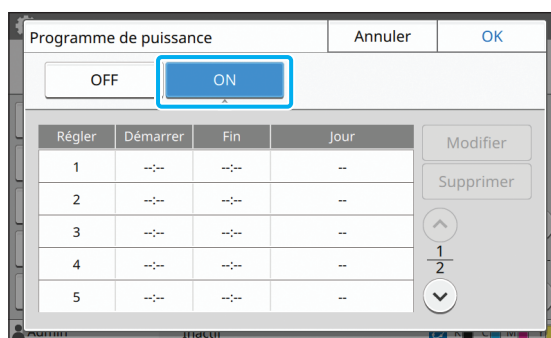 Programme de puissance Annuler OK
OFF ON
Régler Démarrer Fin Jour
Modifier
1 --:-- --:-- --
Supprimer
2 --:-- --:-- --
3 --:-- --:-- --
1
4 --:-- --:-- --
2
5 --:-- --:-- --
Admin Inactif K C M